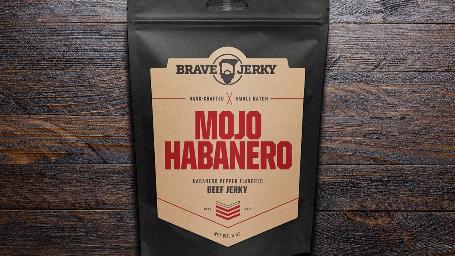 BRAVE JERKY
HAND-CRAFTED SMALL BATCH
MOJO
HABANERO
HABANERO PEPPER FLAVORED
BEEF JERKY